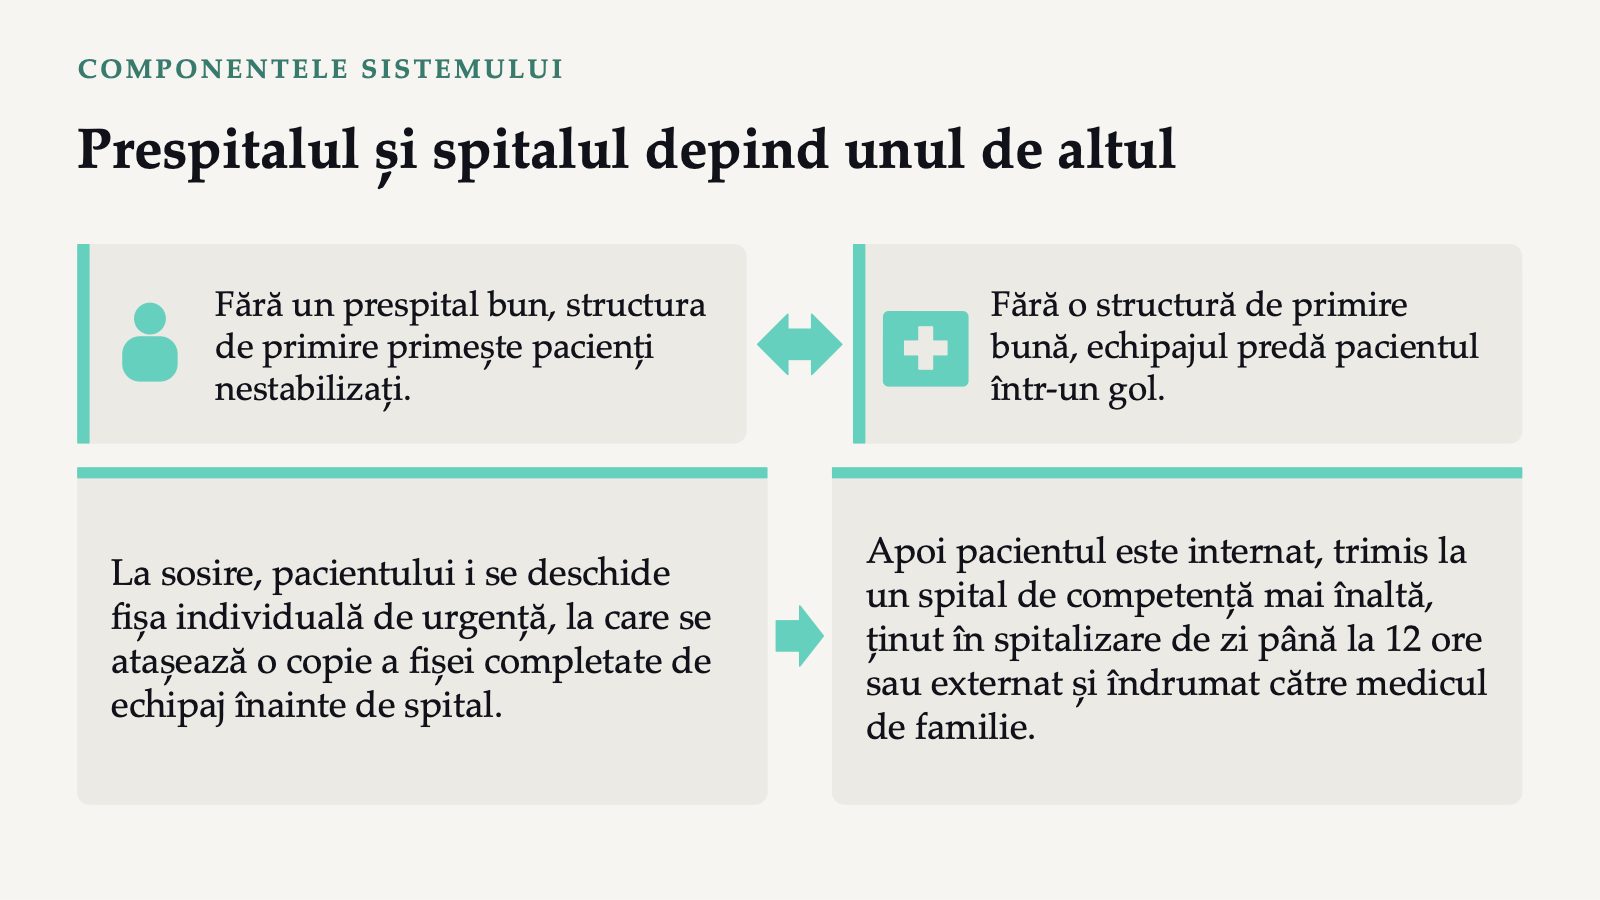 COMPONENTELE SISTEMULUI
Prespitalul și spitalul depind unul de altul
Fără un prespital bun, structura
de primire primește pacienți
nestabilizați.
Fără o structură de primire
bună, echipajul predă pacientul
într-un gol.
La sosire, pacientului i se deschide
fișa individuală de urgență, la care se
atașează o copie a fișei completate de
echipaj înainte de spital.
Apoi pacientul este internat, trimis la
un spital de competență mai înaltă,
ținut în spitalizare de zi până la 12 ore
sau externat și îndrumat către medicul
de familie.